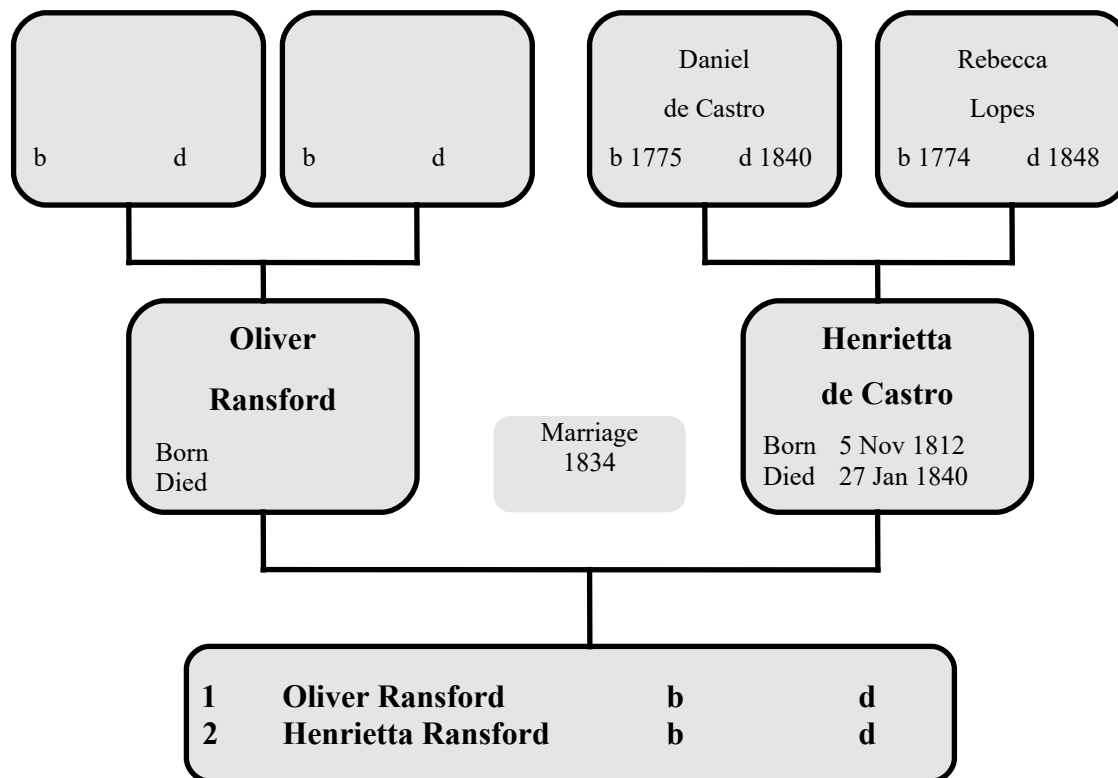 b d
b d
Daniel
de Castro
b 1775 d 1840
Rebecca
Lopes
b 1774 d 1848
Oliver
Ransford
Born
Died
Marriage
1834
Henrietta
de Castro
Born 5 Nov 1812
Died 27 Jan 1840
1 Oliver Ransford b d
2 Henrietta Ransford b d